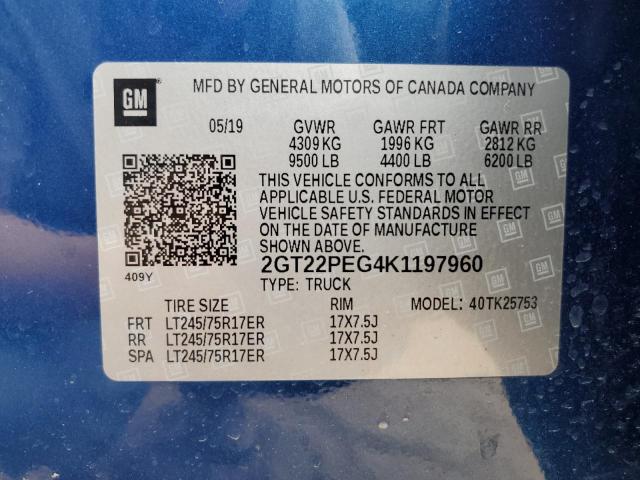 GM
MFD BY GENERAL MOTORS OF CANADA COMPANY
05/19 GVWR GAWR FRT GAWR RR
4309 KG 1996 KG 2812 KG
9500 LB 4400 LB 6200 LB
THIS VEHICLE CONFORMS TO ALL
APPLICABLE U.S. FEDERAL MOTOR
VEHICLE SAFETY STANDARDS IN EFFECT
ON THE DATE OF MANUFACTURE
SHOWN ABOVE.
409Y
2GT22PEG4K1197960
TYPE: TRUCK
TIRE SIZE RIM MODEL: 40TK25753
FRT LT245/75R17ER 17X7.5J
RR LT245/75R17ER 17X7.5J
SPA LT245/75R17ER 17X7.5J